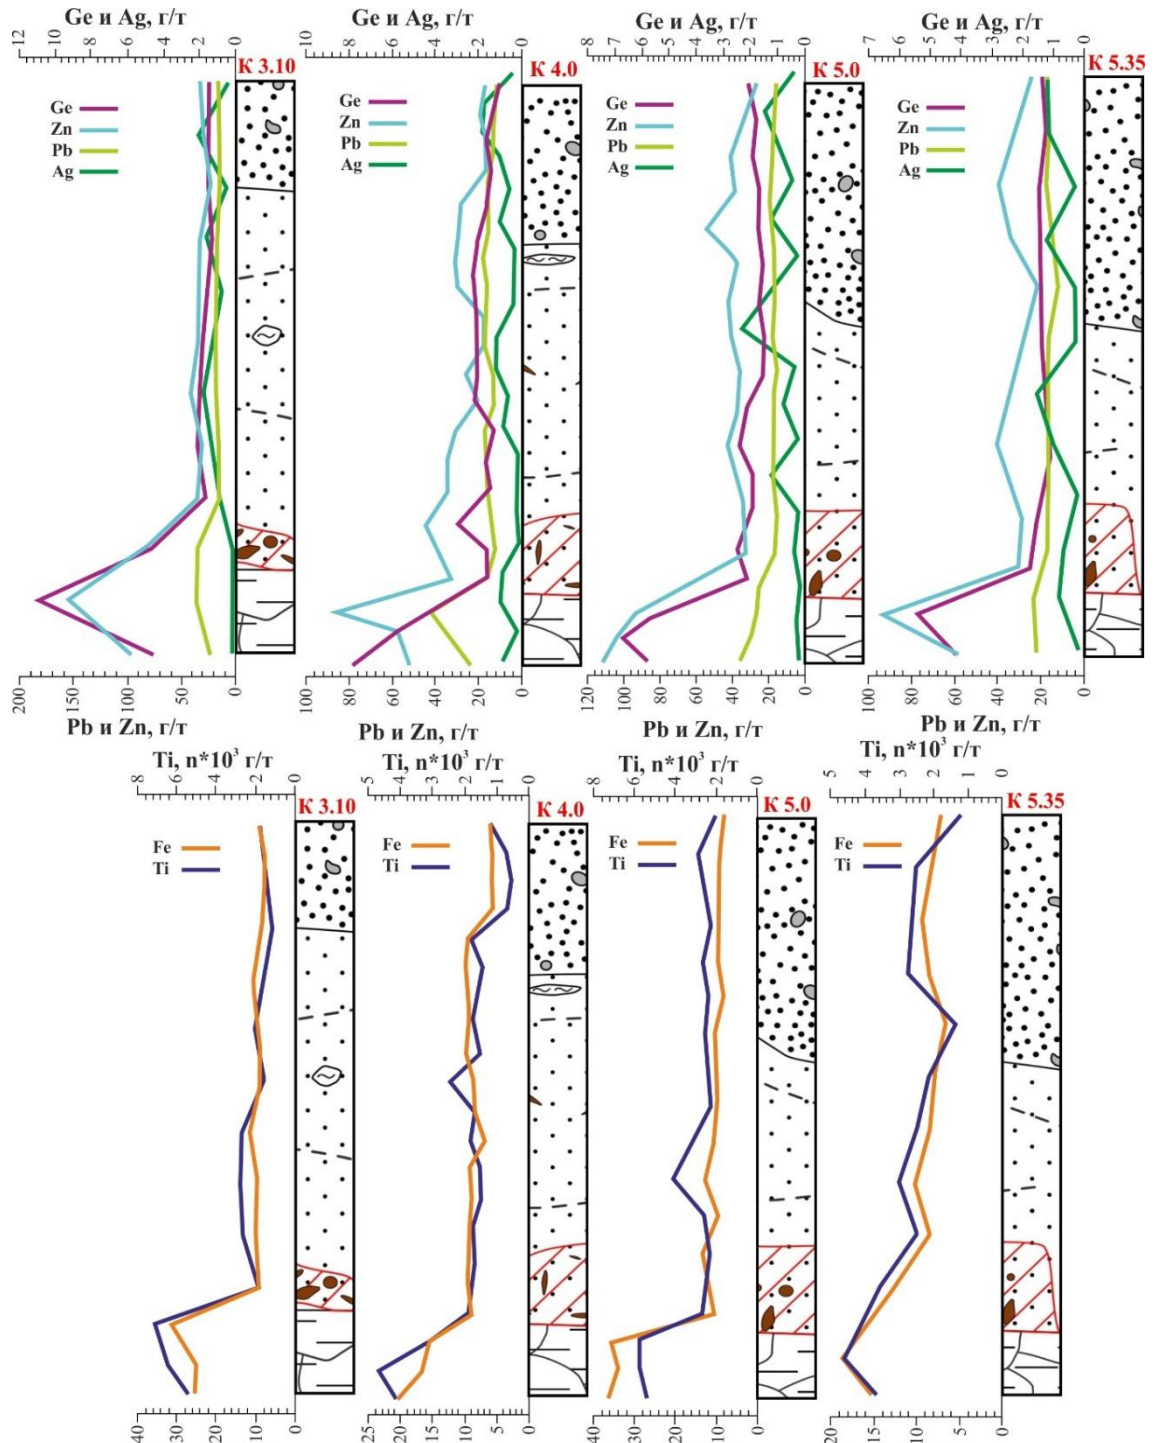 Ge и Ag, г/т
Ge и Ag, г/т
Ge и Ag, г/т
Ge и Ag, г/т
12 10 8 6 4 2 0
10 8 6 4 2 0
8 7 6 5 4 3 2 1 0
7 6 5 4 3 2 1 0
К 3.10
К 4.0
К 5.0
К 5.35
Ge
Zn
Pb
Ag
Ge
Zn
Pb
Ag
Ge
Zn
Pb
Ag
Ge
Zn
Pb
Ag
200 150 100 50 0
100 80 60 40 20 0
120 100 80 60 40 20 0
100 80 60 40 20 0
Pb и Zn, г/т
Pb и Zn, г/т
Pb и Zn, г/т
Pb и Zn, г/т
Ti, n*10³ г/т
Ti, n*10³ г/т
Ti, n*10³ г/т
Ti, n*10³ г/т
8 6 4 2 0
5 4 3 2 1 0
8 6 4 2 0
5 4 3 2 1 0
К 3.10
К 4.0
К 5.0
К 5.35
Fe
Ti
Fe
Ti
Fe
Ti
Fe
Ti
40 30 20 10 0
25 20 15 10 5 0
40 30 20 10 0
20 15 10 5 0
Fe, n*10³ г/т